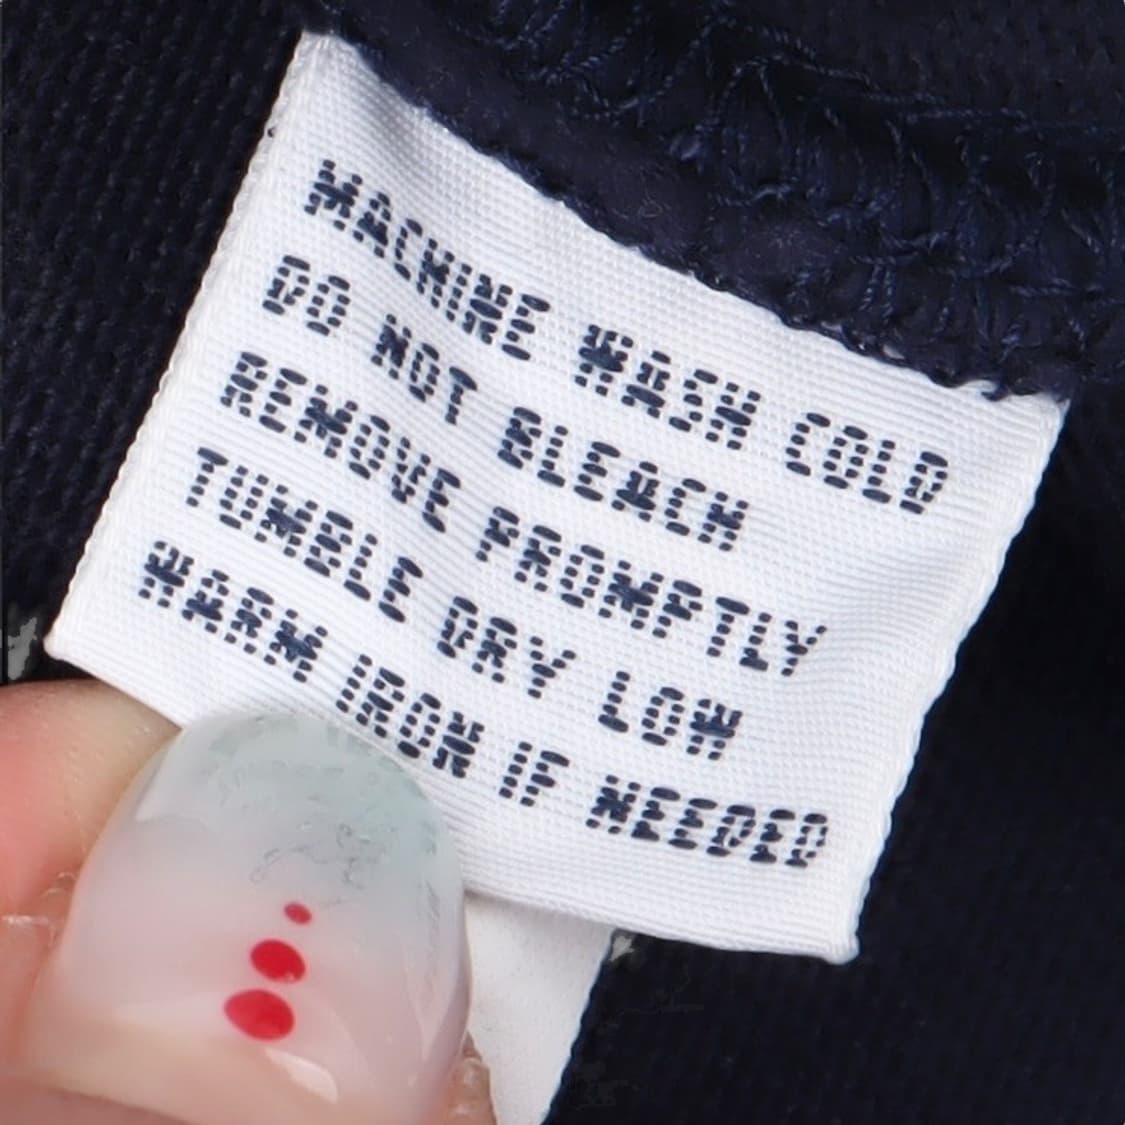 MACHINE WASH COLD
DO NOT BLEACH
REMOVE PROMPTLY
TUMBLE DRY LOW
WARM IRON IF NEEDED